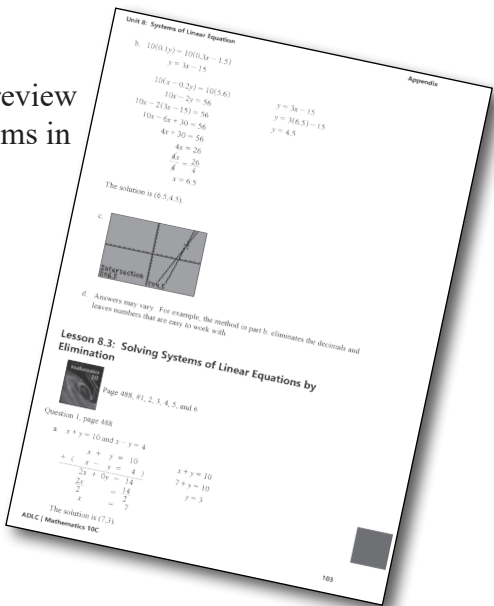 review
ms in
Unit 8: Systems of Linear Equation
Appendix
b. 10(0.1y) = 10(0.3x − 1.5)
y = 3x − 15
10(x − 0.2y) = 10(5.6)
10x − 2y = 56
10x − 2(3x − 15) = 56
10x − 6x + 30 = 56
4x + 30 = 56
4x = 26
4x/4 = 26/4
x = 6.5
y = 3x − 15
y = 3(6.5) − 15
y = 4.5
The solution is (6.5, 4.5).
c.
Intersection
X=6.5 Y=4.5
d. Answers may vary. For example, the method in part b. eliminates the decimals and
leaves numbers that are easy to work with.
Lesson 8.3: Solving Systems of Linear Equations by
Elimination
Mathematics
10
Page 488, #1, 2, 3, 4, 5, and 6
Question 1, page 488
a. x + y = 10 and x − y = 4
x + y = 10
+ ( x − y = 4 )
2x + 0y = 14
2x/2 = 14/2
x = 7
x + y = 10
7 + y = 10
y = 3
The solution is (7, 3).
ADLC | Mathematics 10C
103